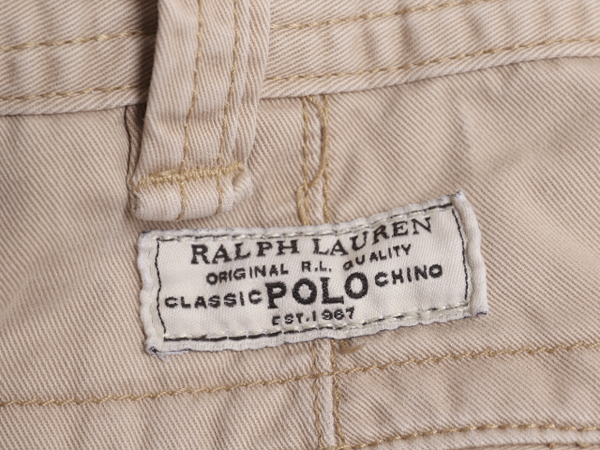 RALPH LAUREN
ORIGINAL R.L. QUALITY
CLASSIC POLO CHINO
EST. 1967